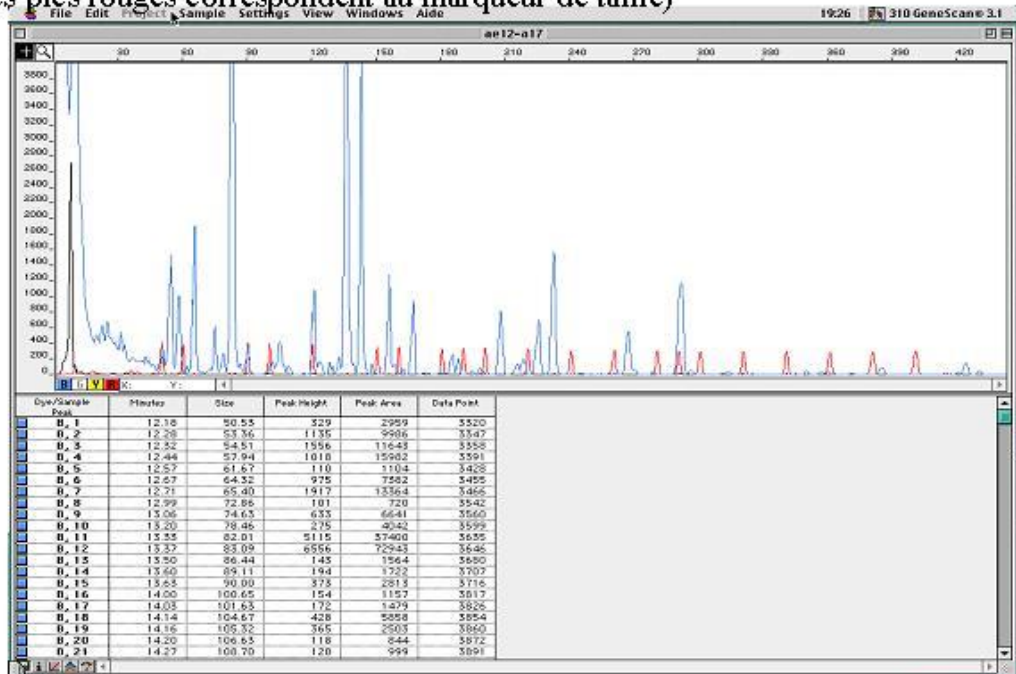 s pics rouges correspondent au marqueur de taille)
File Edit Project Sample Settings View Windows Aide 19:26 310 GeneScan® 3.1
ae12-a17
30 60 90 120 150 180 210 240 270 300 330 360 390 420
3800
3600
3400
3200
3000
2800
2600
2400
2200
2000
1800
1600
1400
1200
1000
800
600
400
200
0
B G Y R X: Y:
Dye/Sample Peak Minutes Size Peak Height Peak Area Data Point
B, 1 12.18 50.53 329 2959 3320
B, 2 12.28 53.36 1135 9986 3347
B, 3 12.32 54.51 1556 11643 3358
B, 4 12.44 57.94 1018 15982 3391
B, 5 12.57 61.67 110 1104 3428
B, 6 12.67 64.32 975 7382 3455
B, 7 12.71 65.40 1917 13364 3466
B, 8 12.99 72.86 101 720 3542
B, 9 13.06 74.63 633 6641 3560
B, 10 13.20 78.46 275 4042 3599
B, 11 13.33 82.01 5115 37400 3635
B, 12 13.37 83.09 6556 72943 3646
B, 13 13.50 86.44 143 1564 3680
B, 14 13.60 89.11 194 1722 3707
B, 15 13.63 90.00 373 2813 3716
B, 16 14.00 100.65 154 1157 3817
B, 17 14.03 101.63 172 1479 3826
B, 18 14.14 104.67 428 5858 3854
B, 19 14.16 105.32 365 2503 3860
B, 20 14.20 106.63 118 844 3872
B, 21 14.27 108.70 128 999 3891